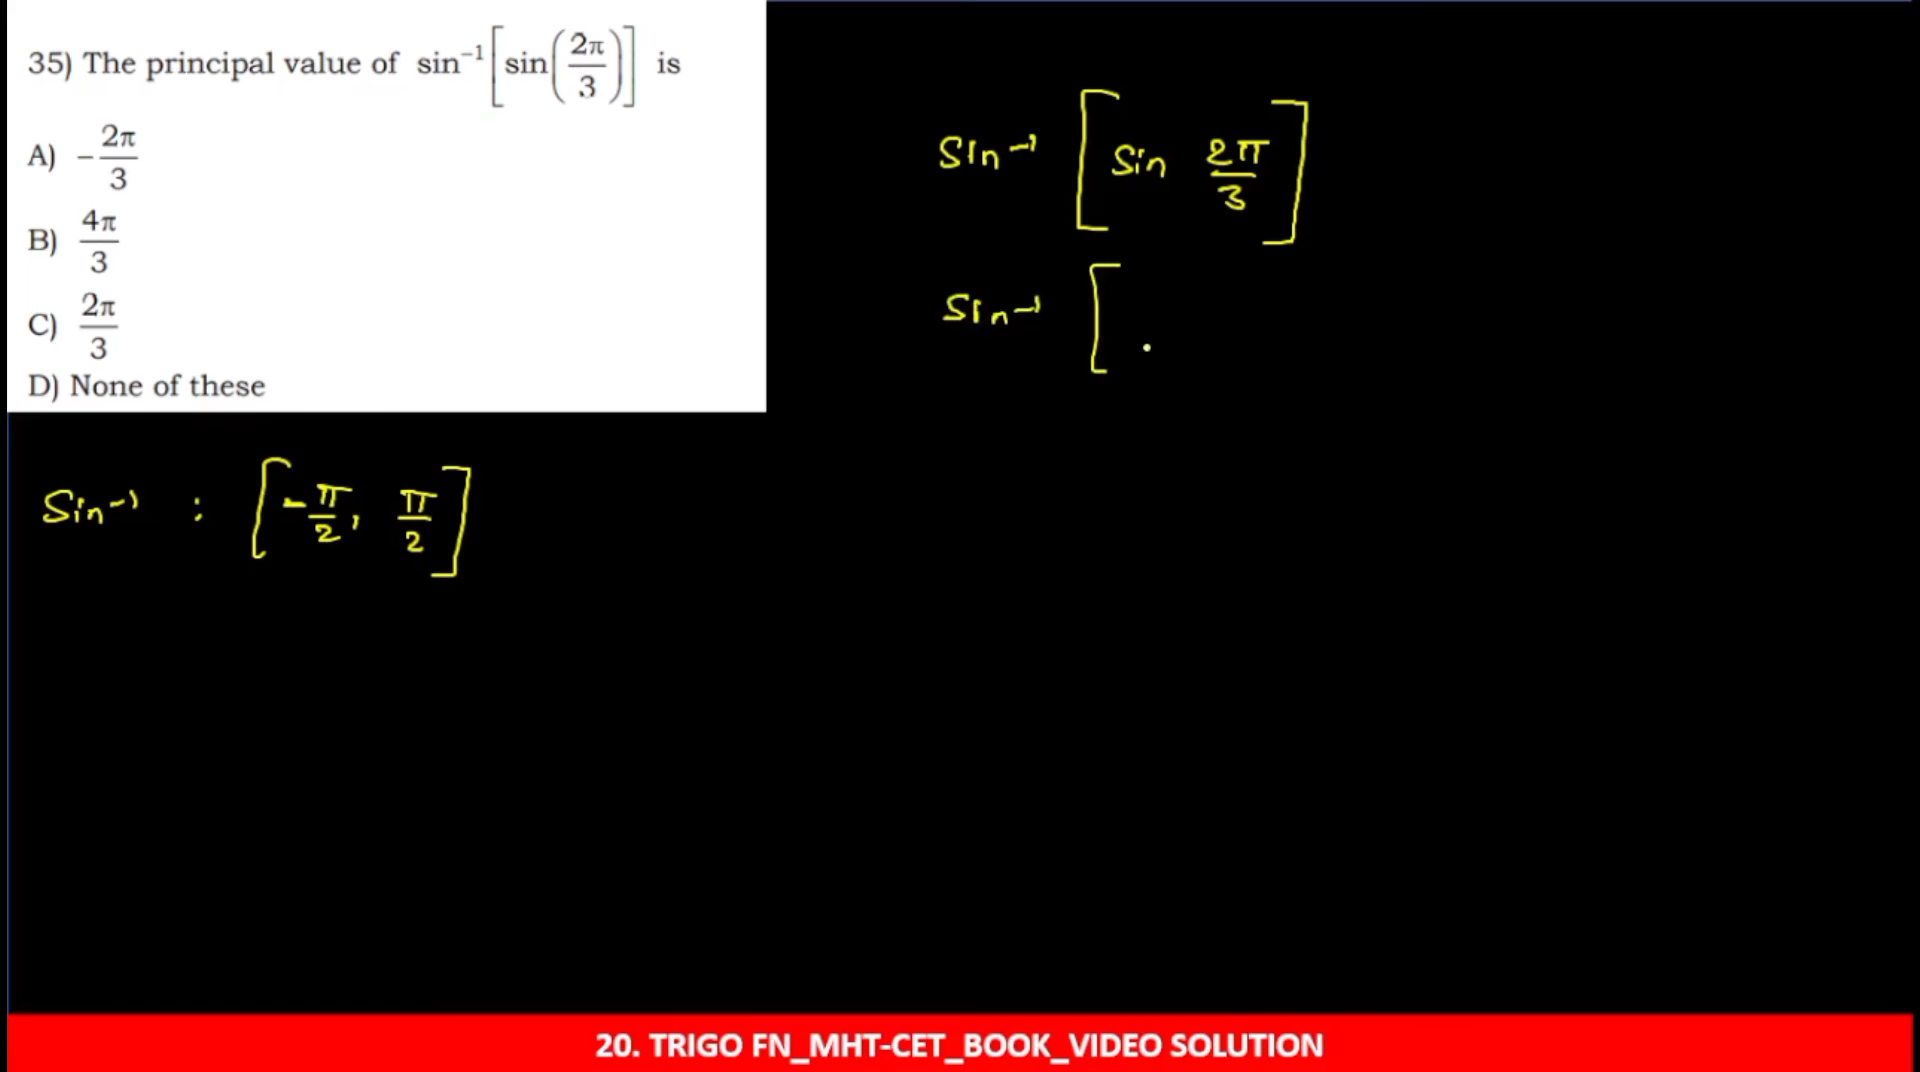 35) The principal value of sin⁻¹[sin(2π/3)] is
A) -2π/3
B) 4π/3
C) 2π/3
D) None of these
Sin⁻¹ [Sin 2π/3]
Sin⁻¹ [
Sin⁻¹ : [-π/2, π/2]
20. TRIGO FN_MHT-CET_BOOK_VIDEO SOLUTION